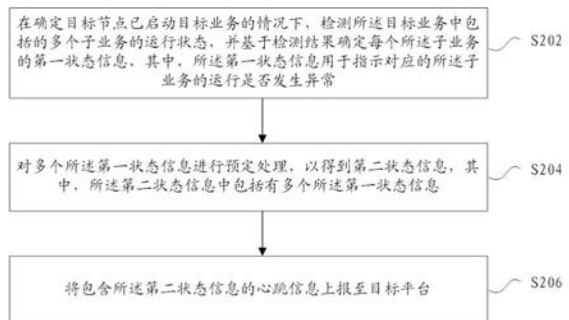 在确定目标节点已启动目标业务的情况下，检测所述目标业务中包
括的多个子业务的运行状态，并基于检测结果确定每个所述子业务
的第一状态信息，其中，所述第一状态信息用于指示对应的所述子
业务的运行是否发生异常
S202
对多个所述第一状态信息进行预定处理，以得到第二状态信息，其
中，所述第二状态信息中包括有多个所述第一状态信息
S204
将包含所述第二状态信息的心跳信息上报至目标平台
S206